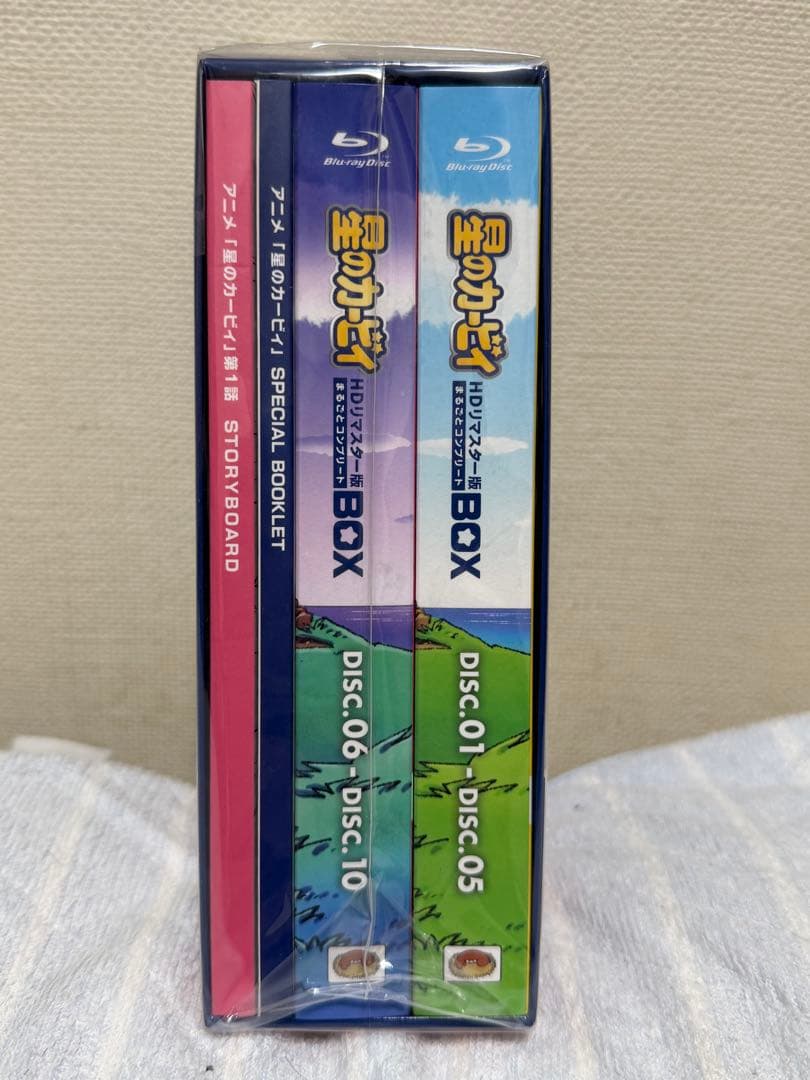 アニメ「星のカービィ」第1話 STORYBOARD
アニメ「星のカービィ」 SPECIAL BOOKLET
Blu-ray Disc
星のカービィ
HDリマスター版
まるごとコンプリート
BOX
DISC.06 - DISC.10
Blu-ray Disc
星のカービィ
HDリマスター版
まるごとコンプリート
BOX
DISC.01 - DISC.05